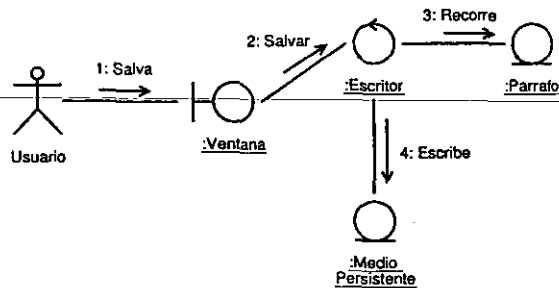 3: Recorre
2: Salvar
1: Salva
:Escritor
:Parrafo
Usuario
:Ventana
4: Escribe
:Medio
Persistente